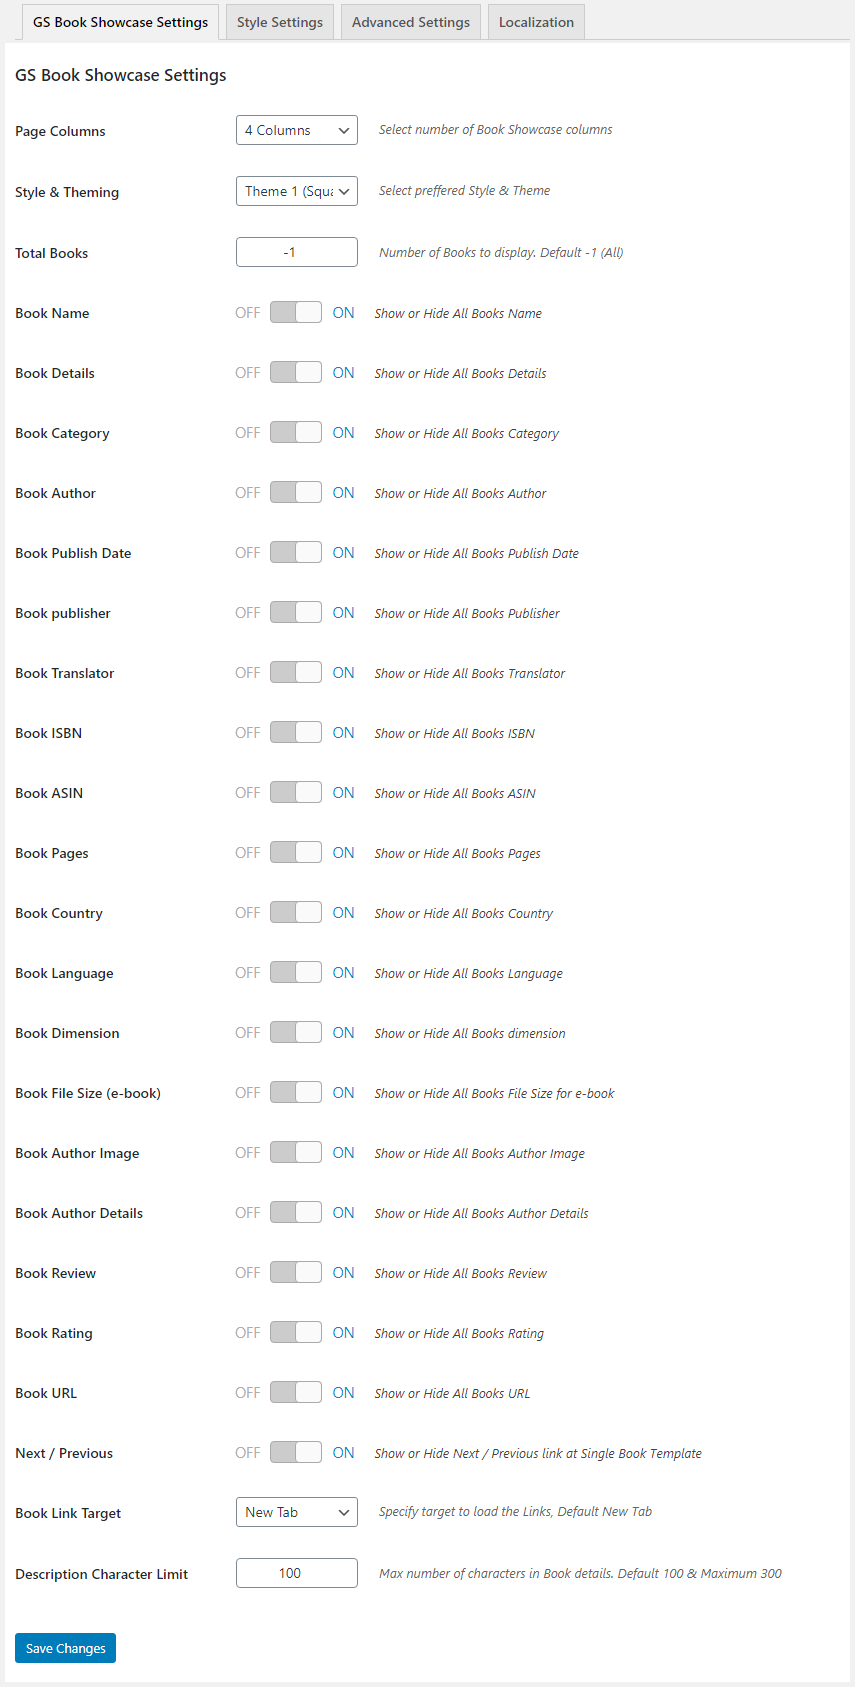 GS Book Showcase Settings Style Settings Advanced Settings Localization
GS Book Showcase Settings
Page Columns 4 Columns Select number of Book Showcase columns
Style & Theming Theme 1 (Squa Select preffered Style & Theme
Total Books -1 Number of Books to display. Default -1 (All)
Book Name OFF ON Show or Hide All Books Name
Book Details OFF ON Show or Hide All Books Details
Book Category OFF ON Show or Hide All Books Category
Book Author OFF ON Show or Hide All Books Author
Book Publish Date OFF ON Show or Hide All Books Publish Date
Book publisher OFF ON Show or Hide All Books Publisher
Book Translator OFF ON Show or Hide All Books Translator
Book ISBN OFF ON Show or Hide All Books ISBN
Book ASIN OFF ON Show or Hide All Books ASIN
Book Pages OFF ON Show or Hide All Books Pages
Book Country OFF ON Show or Hide All Books Country
Book Language OFF ON Show or Hide All Books Language
Book Dimension OFF ON Show or Hide All Books dimension
Book File Size (e-book) OFF ON Show or Hide All Books File Size for e-book
Book Author Image OFF ON Show or Hide All Books Author Image
Book Author Details OFF ON Show or Hide All Books Author Details
Book Review OFF ON Show or Hide All Books Review
Book Rating OFF ON Show or Hide All Books Rating
Book URL OFF ON Show or Hide All Books URL
Next / Previous OFF ON Show or Hide Next / Previous link at Single Book Template
Book Link Target New Tab Specify target to load the Links, Default New Tab
Description Character Limit 100 Max number of characters in Book details. Default 100 & Maximum 300
Save Changes